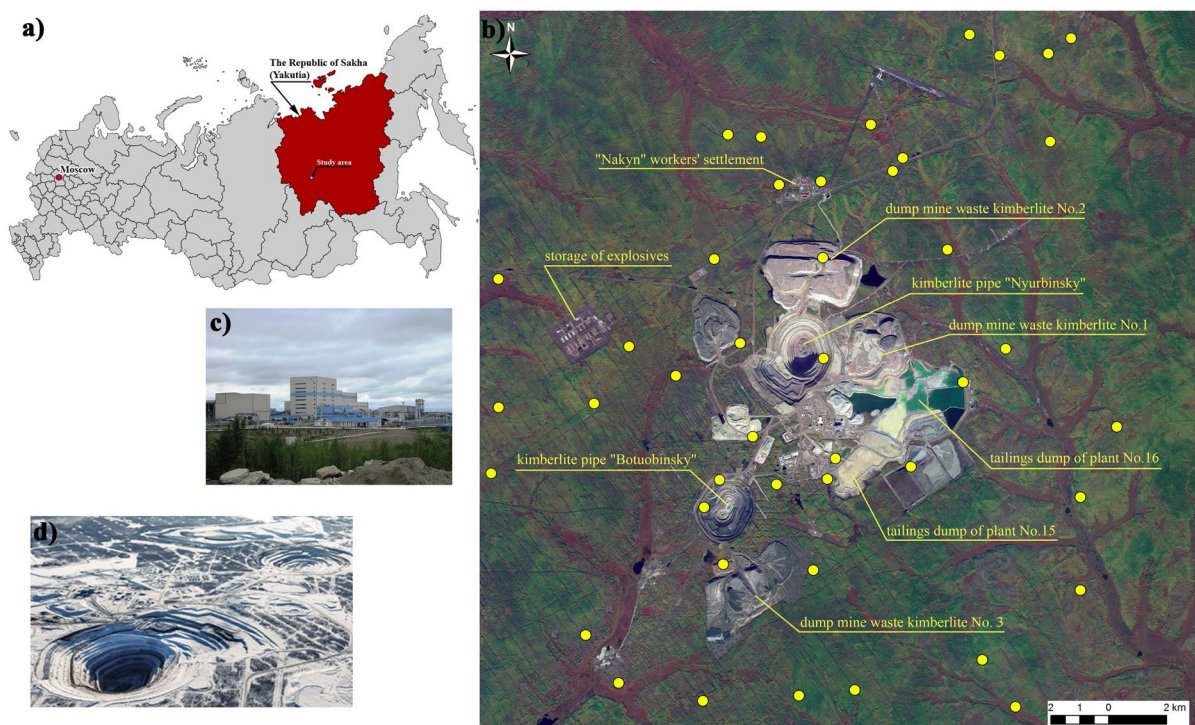 a)
The Republic of Sakha
(Yakutia)
Study area
Moscow
b)
N
"Nakyn" workers' settlement
dump mine waste kimberlite No.2
storage of explosives
kimberlite pipe "Nyurbinsky"
dump mine waste kimberlite No.1
kimberlite pipe "Botuobinsky"
tailings dump of plant No.16
tailings dump of plant No.15
dump mine waste kimberlite No. 3
2 1 0 2 km
c)
d)